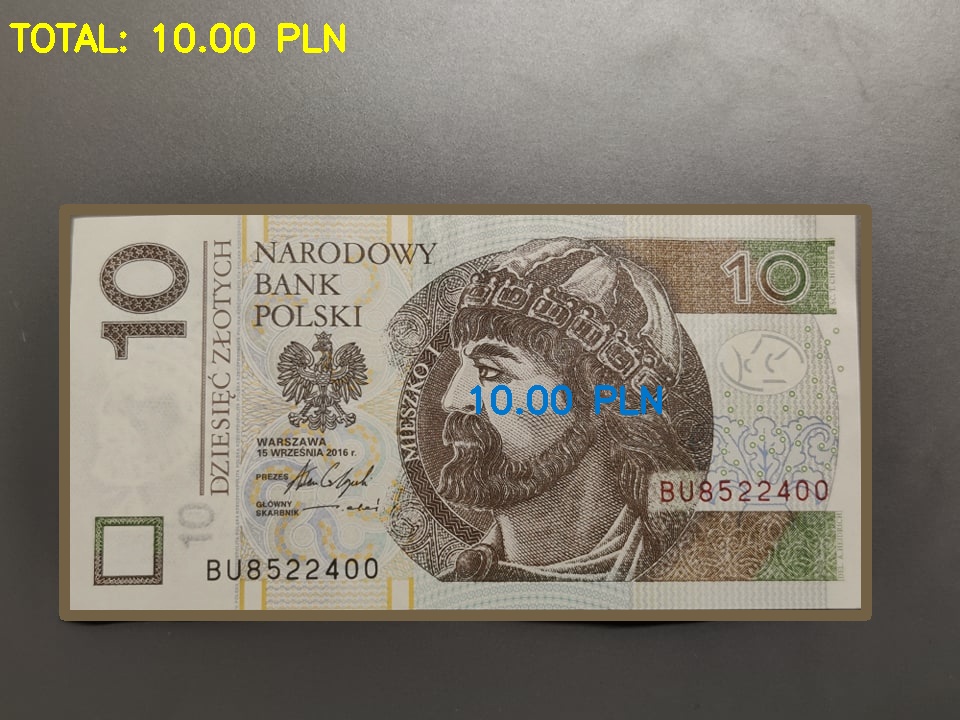 TOTAL: 10.00 PLN
10
DZIESIĘĆ ZŁOTYCH
NARODOWY
BANK
POLSKI
10
MIESZKO I
10.00 PLN
WARSZAWA
15 WRZEŚNIA 2016 r.
PREZES
GŁÓWNY
SKARBNIK
BU8522400
10
BU8522400